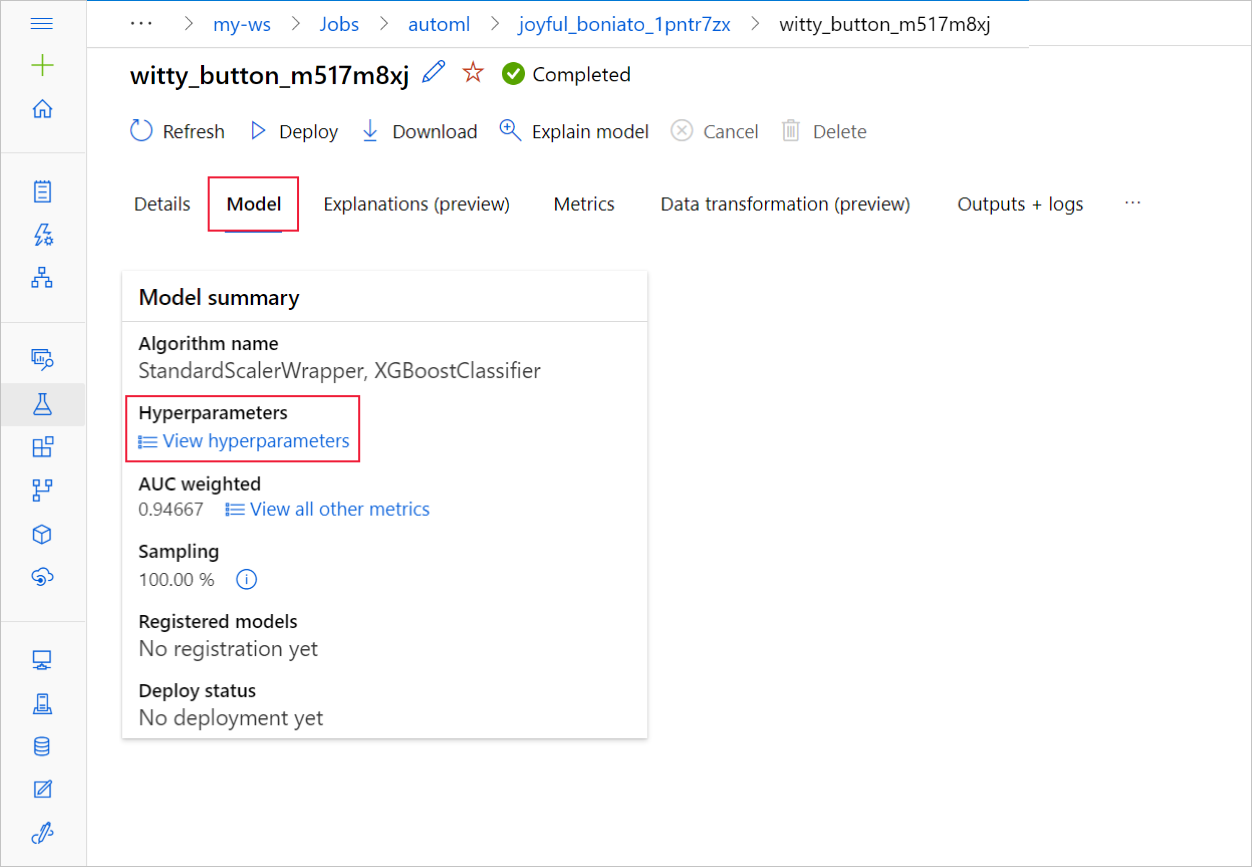 ··· > my-ws > Jobs > automl > joyful_boniato_1pntr7zx > witty_button_m517m8xj
witty_button_m517m8xj Completed
Refresh Deploy Download Explain model Cancel Delete
Details Model Explanations (preview) Metrics Data transformation (preview) Outputs + logs ···
Model summary
Algorithm name
StandardScalerWrapper, XGBoostClassifier
Hyperparameters
View hyperparameters
AUC weighted
0.94667 View all other metrics
Sampling
100.00 %
Registered models
No registration yet
Deploy status
No deployment yet